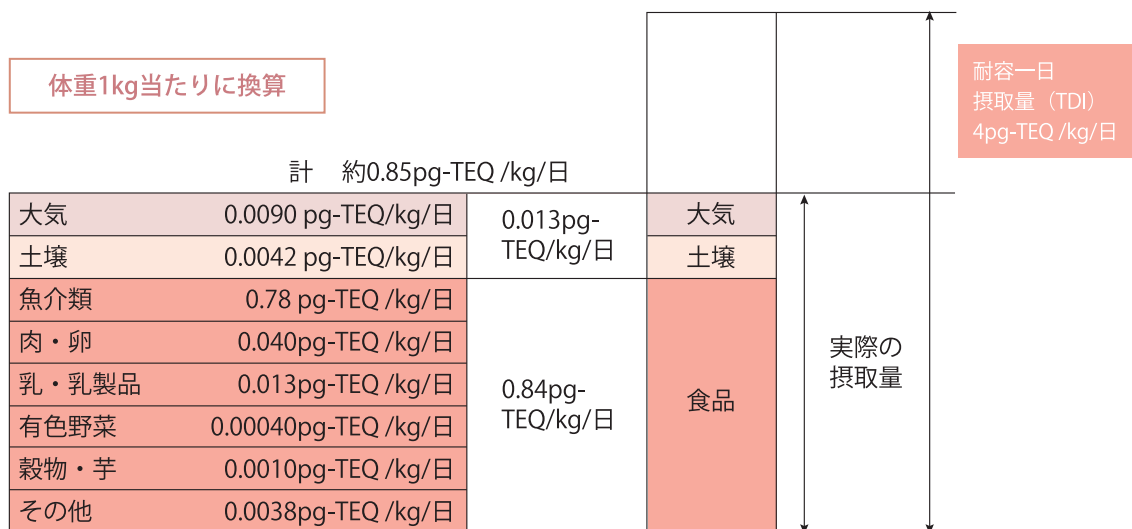 体重1kg当たりに換算
耐容一日
摂取量（TDI）
4pg-TEQ /kg/日
計　約0.85pg-TEQ /kg/日
大気 0.0090 pg-TEQ/kg/日
土壌 0.0042 pg-TEQ/kg/日
0.013pg-
TEQ/kg/日
大気
土壌
魚介類 0.78 pg-TEQ /kg/日
肉・卵 0.040pg-TEQ /kg/日
乳・乳製品 0.013pg-TEQ /kg/日
有色野菜 0.00040pg-TEQ /kg/日
穀物・芋 0.0010pg-TEQ /kg/日
その他 0.0038pg-TEQ /kg/日
0.84pg-
TEQ/kg/日
食品
実際の
摂取量